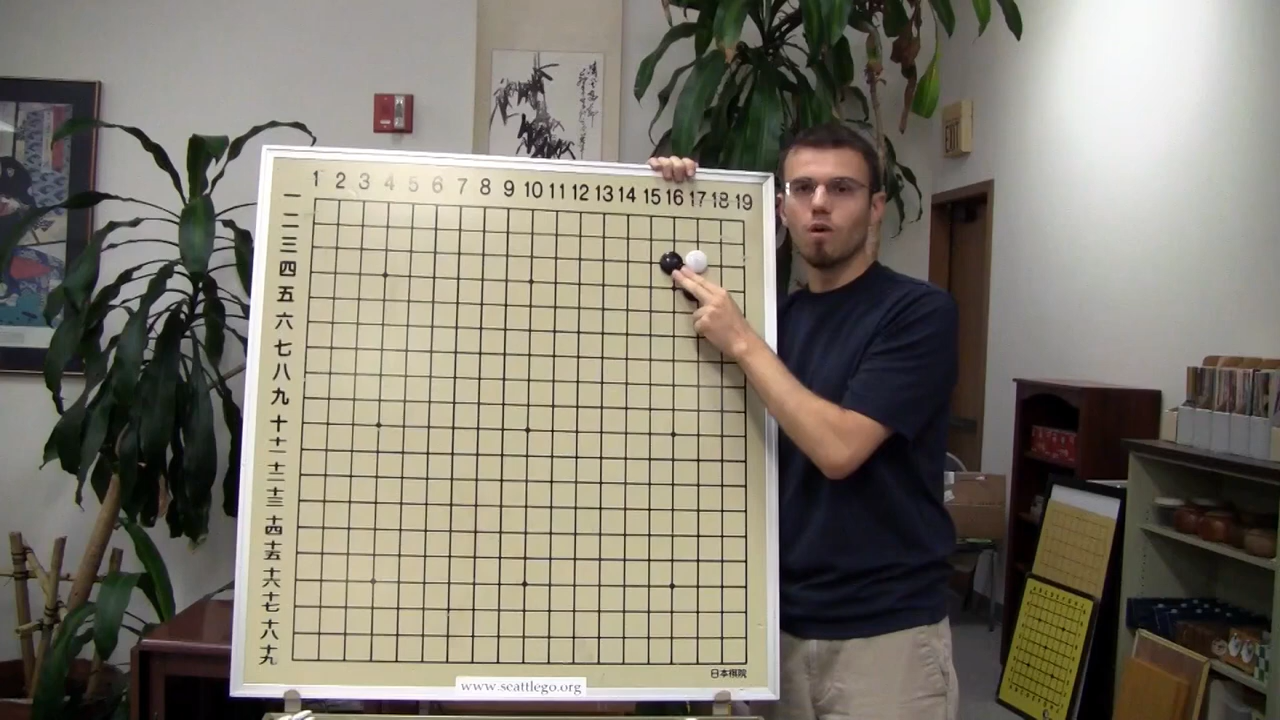 1 2 3 4 5 6 7 8 9 10 11 12 13 14 15 16 17 18 19
一
二
三
四
五
六
七
八
九
十
十一
十二
十三
十四
十五
十六
十七
十八
十九
日本棋院
www.seattlego.org
EXIT